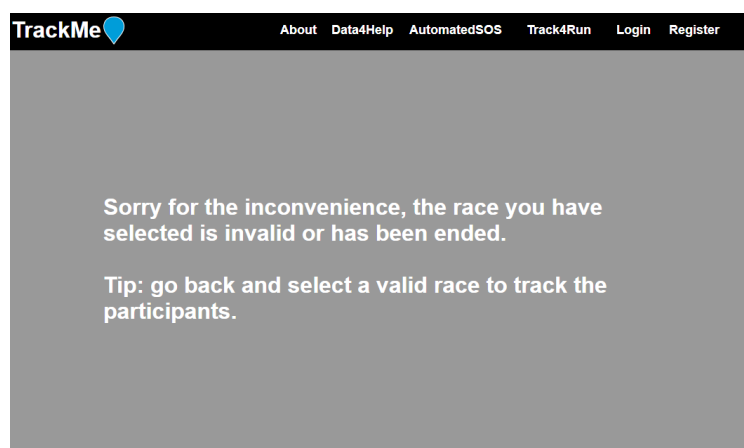 TrackMe About Data4Help AutomatedSOS Track4Run Login Register
Sorry for the inconvenience, the race you have
selected is invalid or has been ended.
Tip: go back and select a valid race to track the
participants.